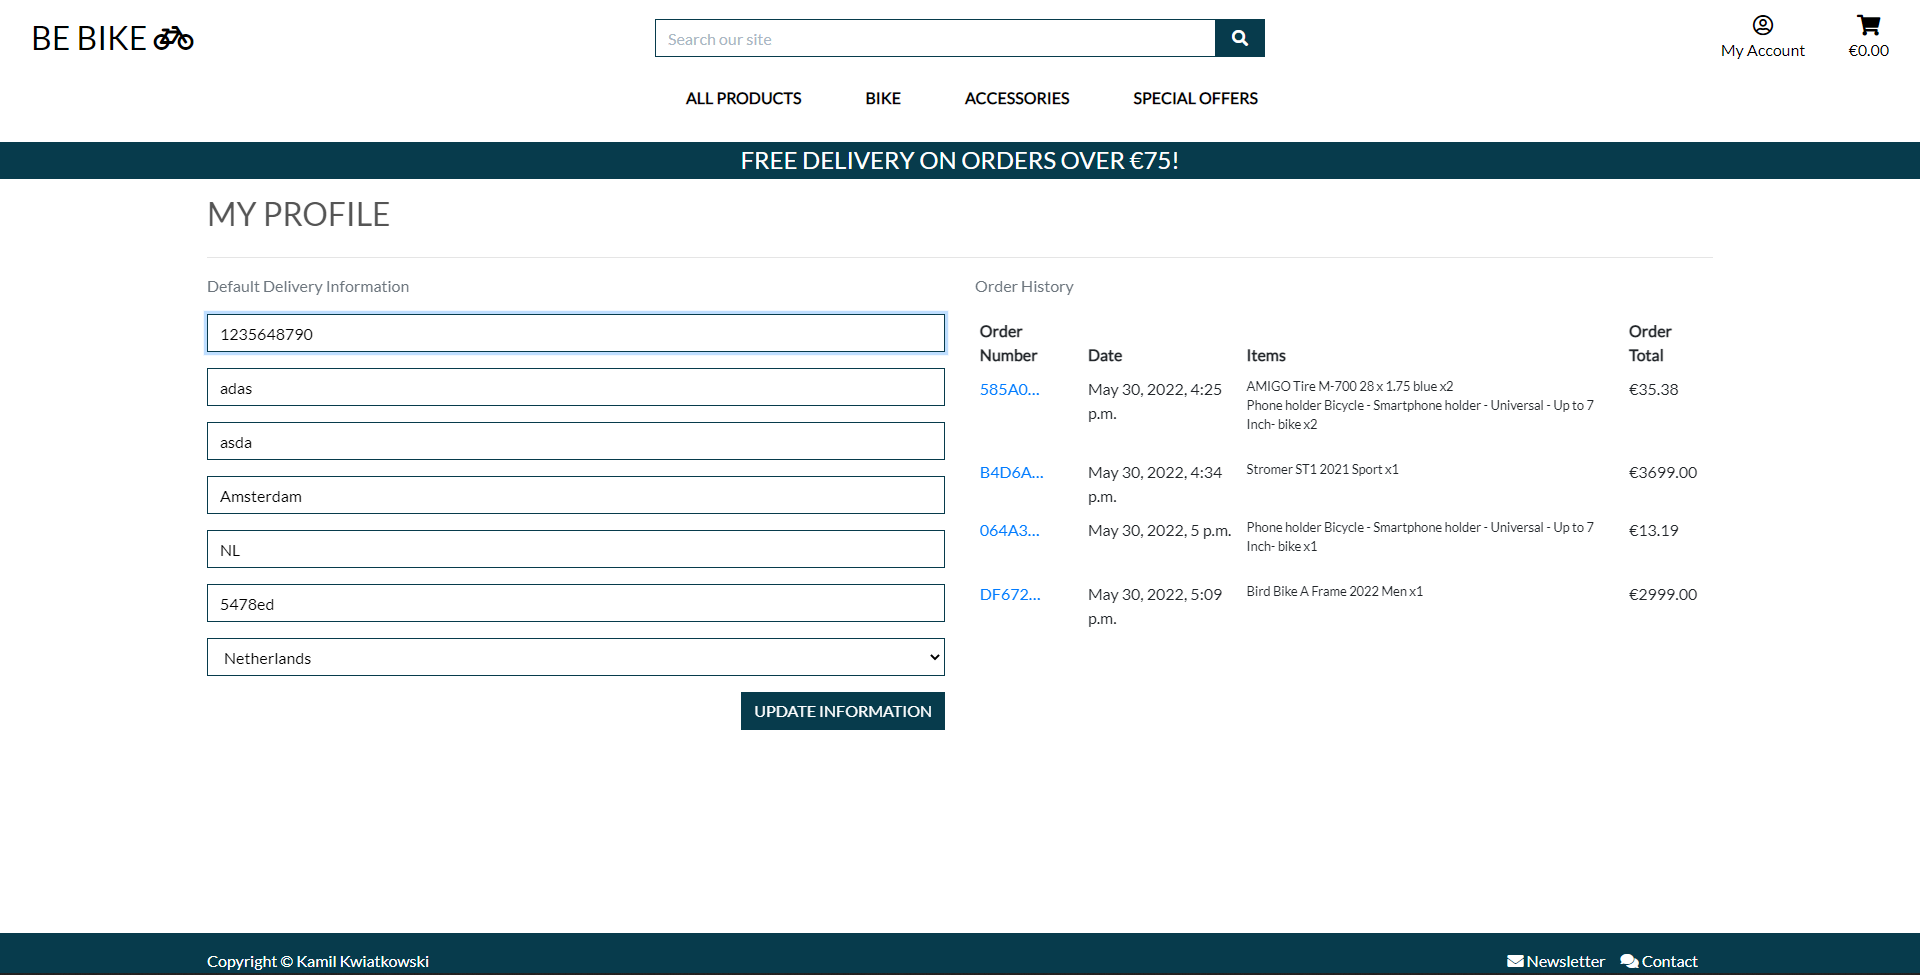 BE BIKE
Search our site
My Account
€0.00
ALL PRODUCTS
BIKE
ACCESSORIES
SPECIAL OFFERS
FREE DELIVERY ON ORDERS OVER €75!
MY PROFILE
Default Delivery Information
1235648790
adas
asda
Amsterdam
NL
5478ed
Netherlands
UPDATE INFORMATION
Order History
Order
Number
Date
Items
Order
Total
585A0...
May 30, 2022, 4:25
p.m.
AMIGO Tire M-700 28 x 1.75 blue x2
Phone holder Bicycle - Smartphone holder - Universal - Up to 7
Inch- bike x2
€35.38
B4D6A...
May 30, 2022, 4:34
p.m.
Stromer ST1 2021 Sport x1
€3699.00
064A3...
May 30, 2022, 5 p.m.
Phone holder Bicycle - Smartphone holder - Universal - Up to 7
Inch- bike x1
€13.19
DF672...
May 30, 2022, 5:09
p.m.
Bird Bike A Frame 2022 Men x1
€2999.00
Copyright © Kamil Kwiatkowski
Newsletter
Contact